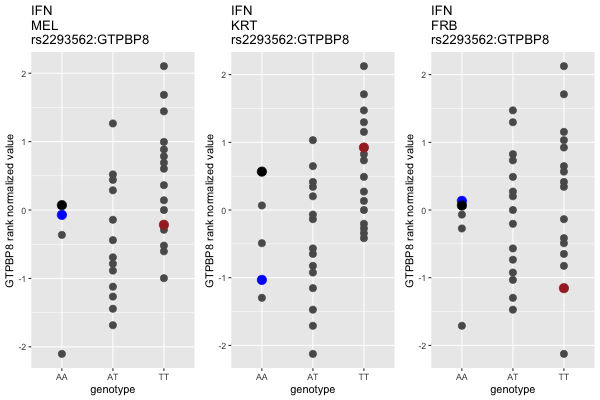 IFN
MEL
rs2293562:GTPBP8
GTPBP8 rank normalized value
2
1
0
-1
-2
AA AT TT
genotype
IFN
KRT
rs2293562:GTPBP8
GTPBP8 rank normalized value
2
1
0
-1
-2
AA AT TT
genotype
IFN
FRB
rs2293562:GTPBP8
GTPBP8 rank normalized value
2
1
0
-1
-2
AA AT TT
genotype